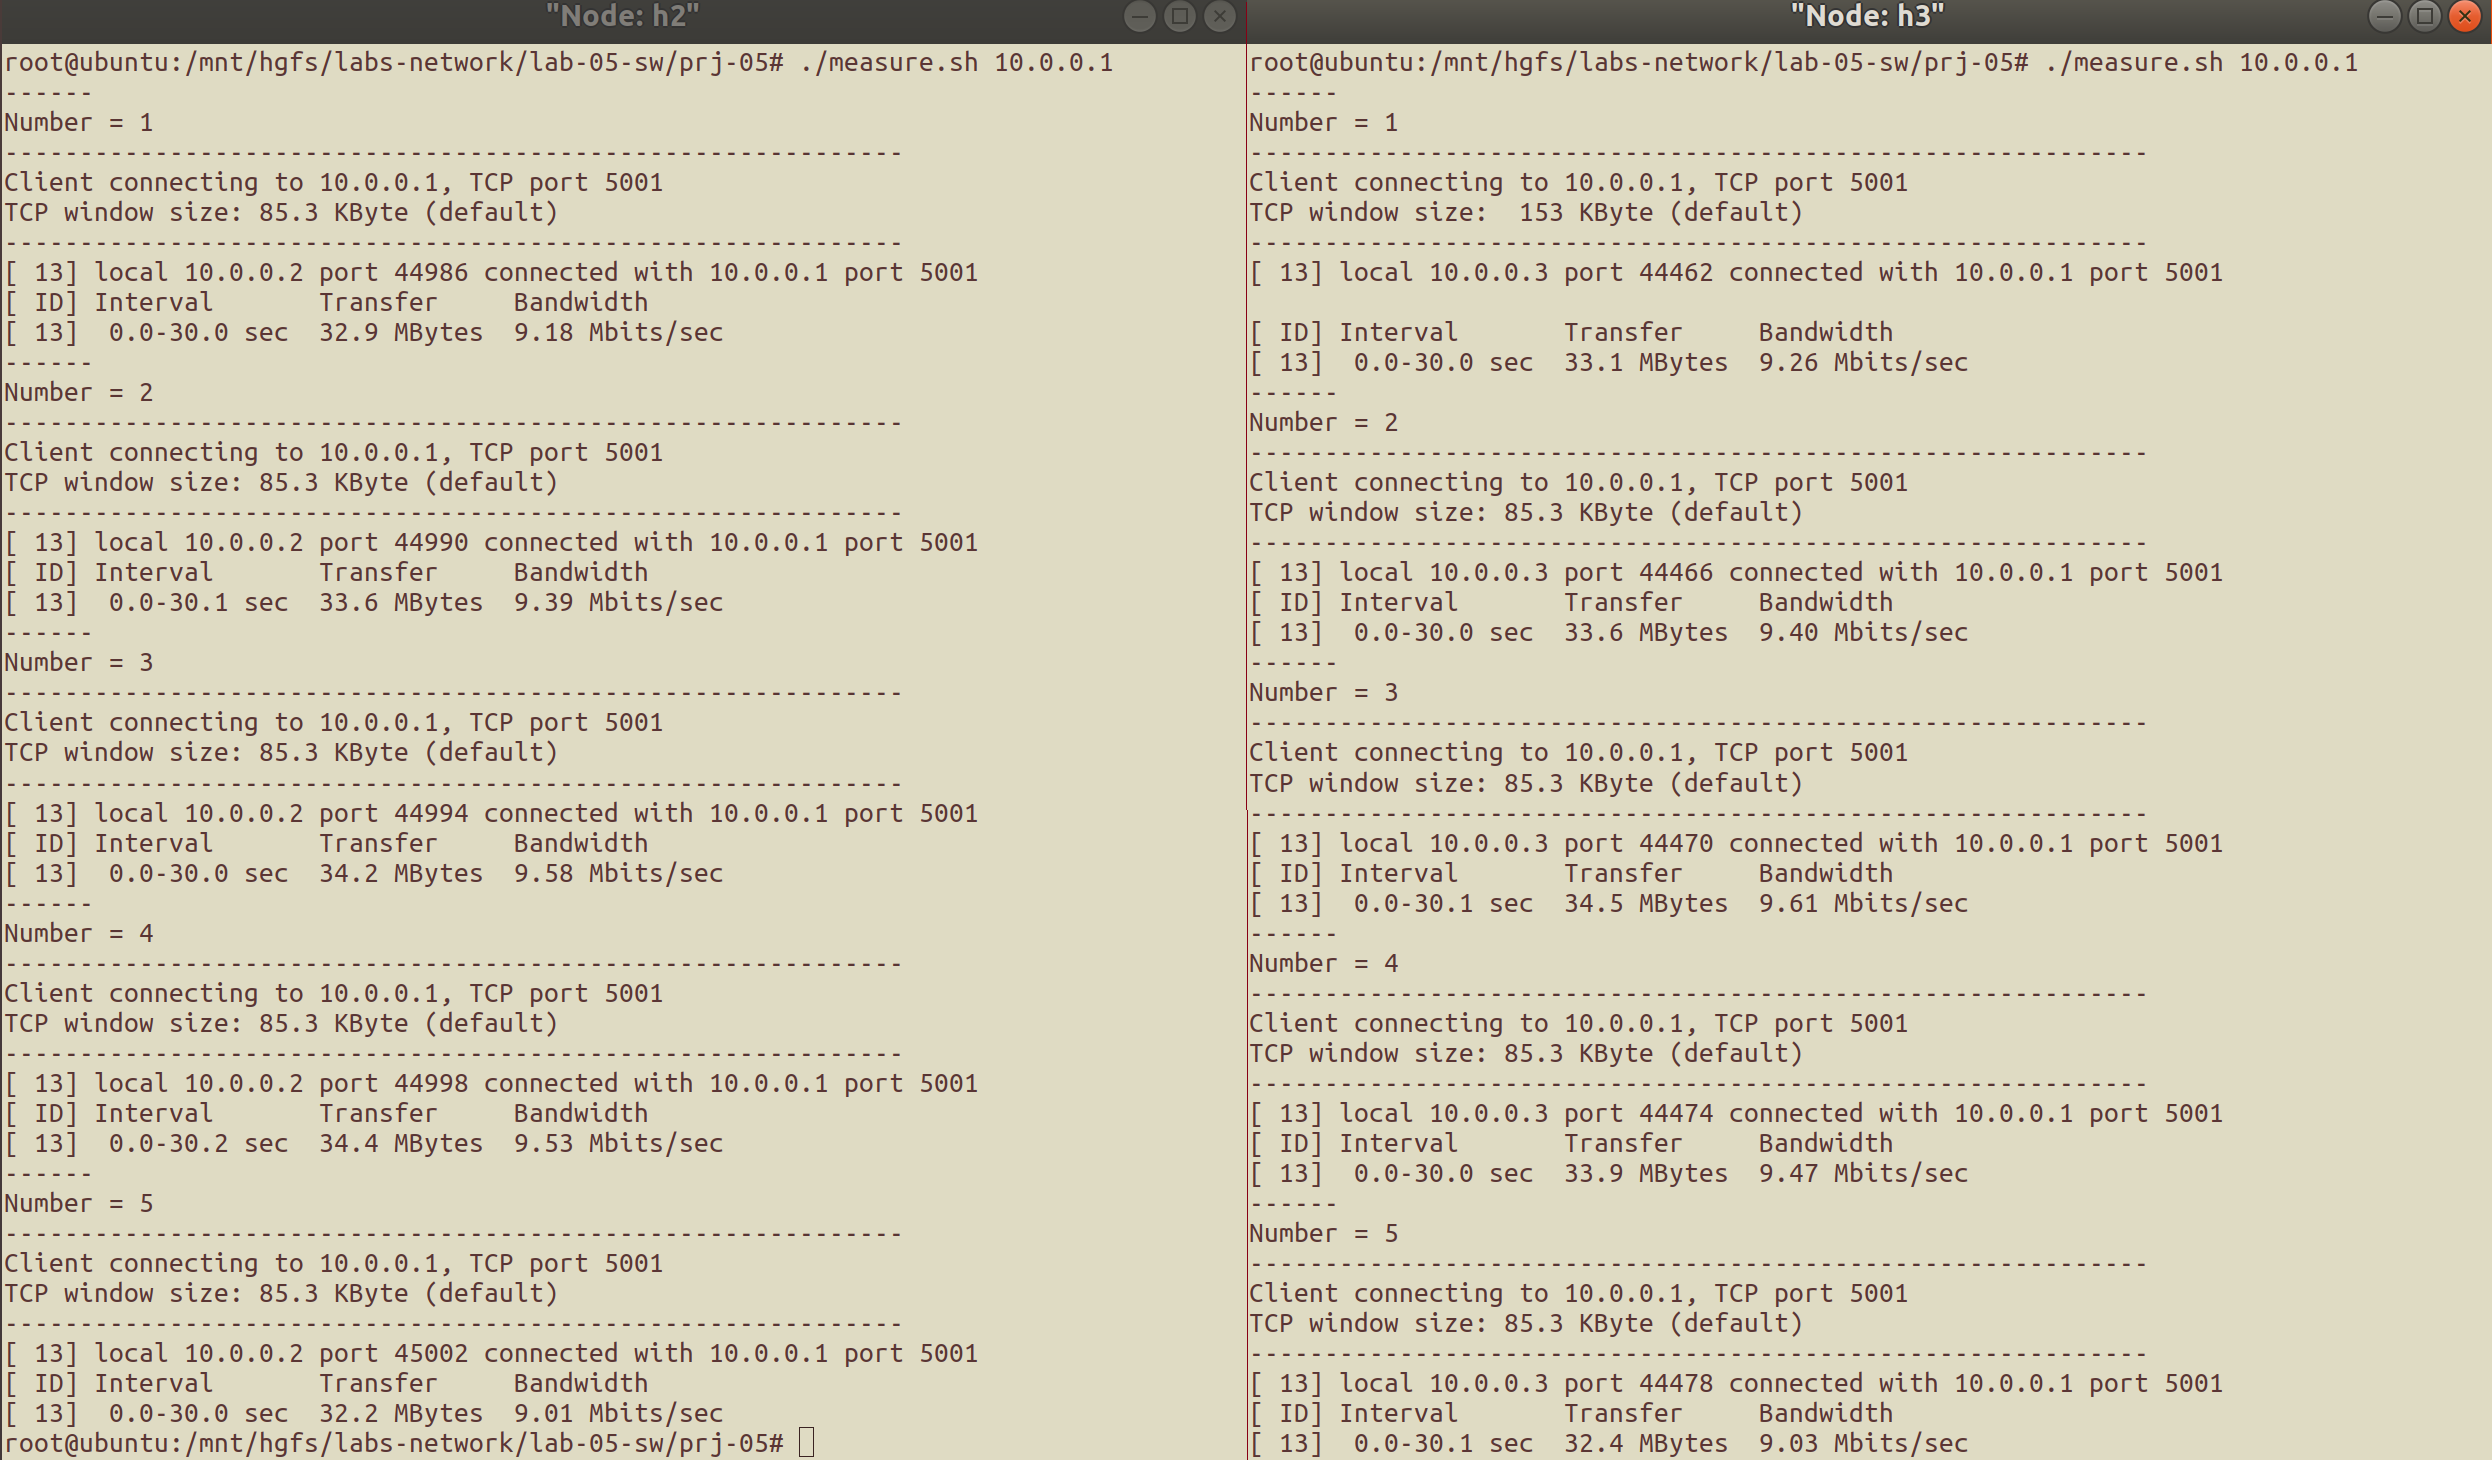 "Node: h2"
root@ubuntu:/mnt/hgfs/labs-network/lab-05-sw/prj-05# ./measure.sh 10.0.0.1
------
Number = 1
------------------------------------------------------------
Client connecting to 10.0.0.1, TCP port 5001
TCP window size: 85.3 KByte (default)
------------------------------------------------------------
[ 13] local 10.0.0.2 port 44986 connected with 10.0.0.1 port 5001
[ ID] Interval       Transfer     Bandwidth
[ 13]  0.0-30.0 sec  32.9 MBytes  9.18 Mbits/sec
------
Number = 2
------------------------------------------------------------
Client connecting to 10.0.0.1, TCP port 5001
TCP window size: 85.3 KByte (default)
------------------------------------------------------------
[ 13] local 10.0.0.2 port 44990 connected with 10.0.0.1 port 5001
[ ID] Interval       Transfer     Bandwidth
[ 13]  0.0-30.1 sec  33.6 MBytes  9.39 Mbits/sec
------
Number = 3
------------------------------------------------------------
Client connecting to 10.0.0.1, TCP port 5001
TCP window size: 85.3 KByte (default)
------------------------------------------------------------
[ 13] local 10.0.0.2 port 44994 connected with 10.0.0.1 port 5001
[ ID] Interval       Transfer     Bandwidth
[ 13]  0.0-30.0 sec  34.2 MBytes  9.58 Mbits/sec
------
Number = 4
------------------------------------------------------------
Client connecting to 10.0.0.1, TCP port 5001
TCP window size: 85.3 KByte (default)
------------------------------------------------------------
[ 13] local 10.0.0.2 port 44998 connected with 10.0.0.1 port 5001
[ ID] Interval       Transfer     Bandwidth
[ 13]  0.0-30.2 sec  34.4 MBytes  9.53 Mbits/sec
------
Number = 5
------------------------------------------------------------
Client connecting to 10.0.0.1, TCP port 5001
TCP window size: 85.3 KByte (default)
------------------------------------------------------------
[ 13] local 10.0.0.2 port 45002 connected with 10.0.0.1 port 5001
[ ID] Interval       Transfer     Bandwidth
[ 13]  0.0-30.0 sec  32.2 MBytes  9.01 Mbits/sec
root@ubuntu:/mnt/hgfs/labs-network/lab-05-sw/prj-05#
"Node: h3"
root@ubuntu:/mnt/hgfs/labs-network/lab-05-sw/prj-05# ./measure.sh 10.0.0.1
------
Number = 1
------------------------------------------------------------
Client connecting to 10.0.0.1, TCP port 5001
TCP window size:  153 KByte (default)
------------------------------------------------------------
[ 13] local 10.0.0.3 port 44462 connected with 10.0.0.1 port 5001
[ ID] Interval       Transfer     Bandwidth
[ 13]  0.0-30.0 sec  33.1 MBytes  9.26 Mbits/sec
------
Number = 2
------------------------------------------------------------
Client connecting to 10.0.0.1, TCP port 5001
TCP window size: 85.3 KByte (default)
------------------------------------------------------------
[ 13] local 10.0.0.3 port 44466 connected with 10.0.0.1 port 5001
[ ID] Interval       Transfer     Bandwidth
[ 13]  0.0-30.0 sec  33.6 MBytes  9.40 Mbits/sec
------
Number = 3
------------------------------------------------------------
Client connecting to 10.0.0.1, TCP port 5001
TCP window size: 85.3 KByte (default)
------------------------------------------------------------
[ 13] local 10.0.0.3 port 44470 connected with 10.0.0.1 port 5001
[ ID] Interval       Transfer     Bandwidth
[ 13]  0.0-30.1 sec  34.5 MBytes  9.61 Mbits/sec
------
Number = 4
------------------------------------------------------------
Client connecting to 10.0.0.1, TCP port 5001
TCP window size: 85.3 KByte (default)
------------------------------------------------------------
[ 13] local 10.0.0.3 port 44474 connected with 10.0.0.1 port 5001
[ ID] Interval       Transfer     Bandwidth
[ 13]  0.0-30.0 sec  33.9 MBytes  9.47 Mbits/sec
------
Number = 5
------------------------------------------------------------
Client connecting to 10.0.0.1, TCP port 5001
TCP window size: 85.3 KByte (default)
------------------------------------------------------------
[ 13] local 10.0.0.3 port 44478 connected with 10.0.0.1 port 5001
[ ID] Interval       Transfer     Bandwidth
[ 13]  0.0-30.1 sec  32.4 MBytes  9.03 Mbits/sec